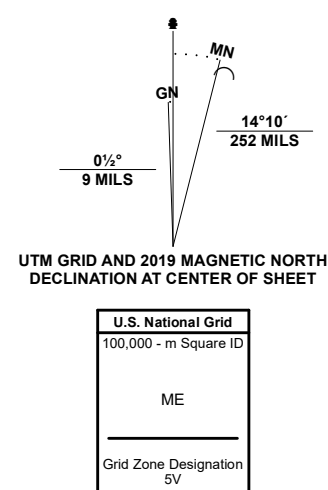 MN
GN
14°10´
252 MILS
0½°
9 MILS
UTM GRID AND 2019 MAGNETIC NORTH
DECLINATION AT CENTER OF SHEET
U.S. National Grid
100,000 - m Square ID
ME
Grid Zone Designation
5V